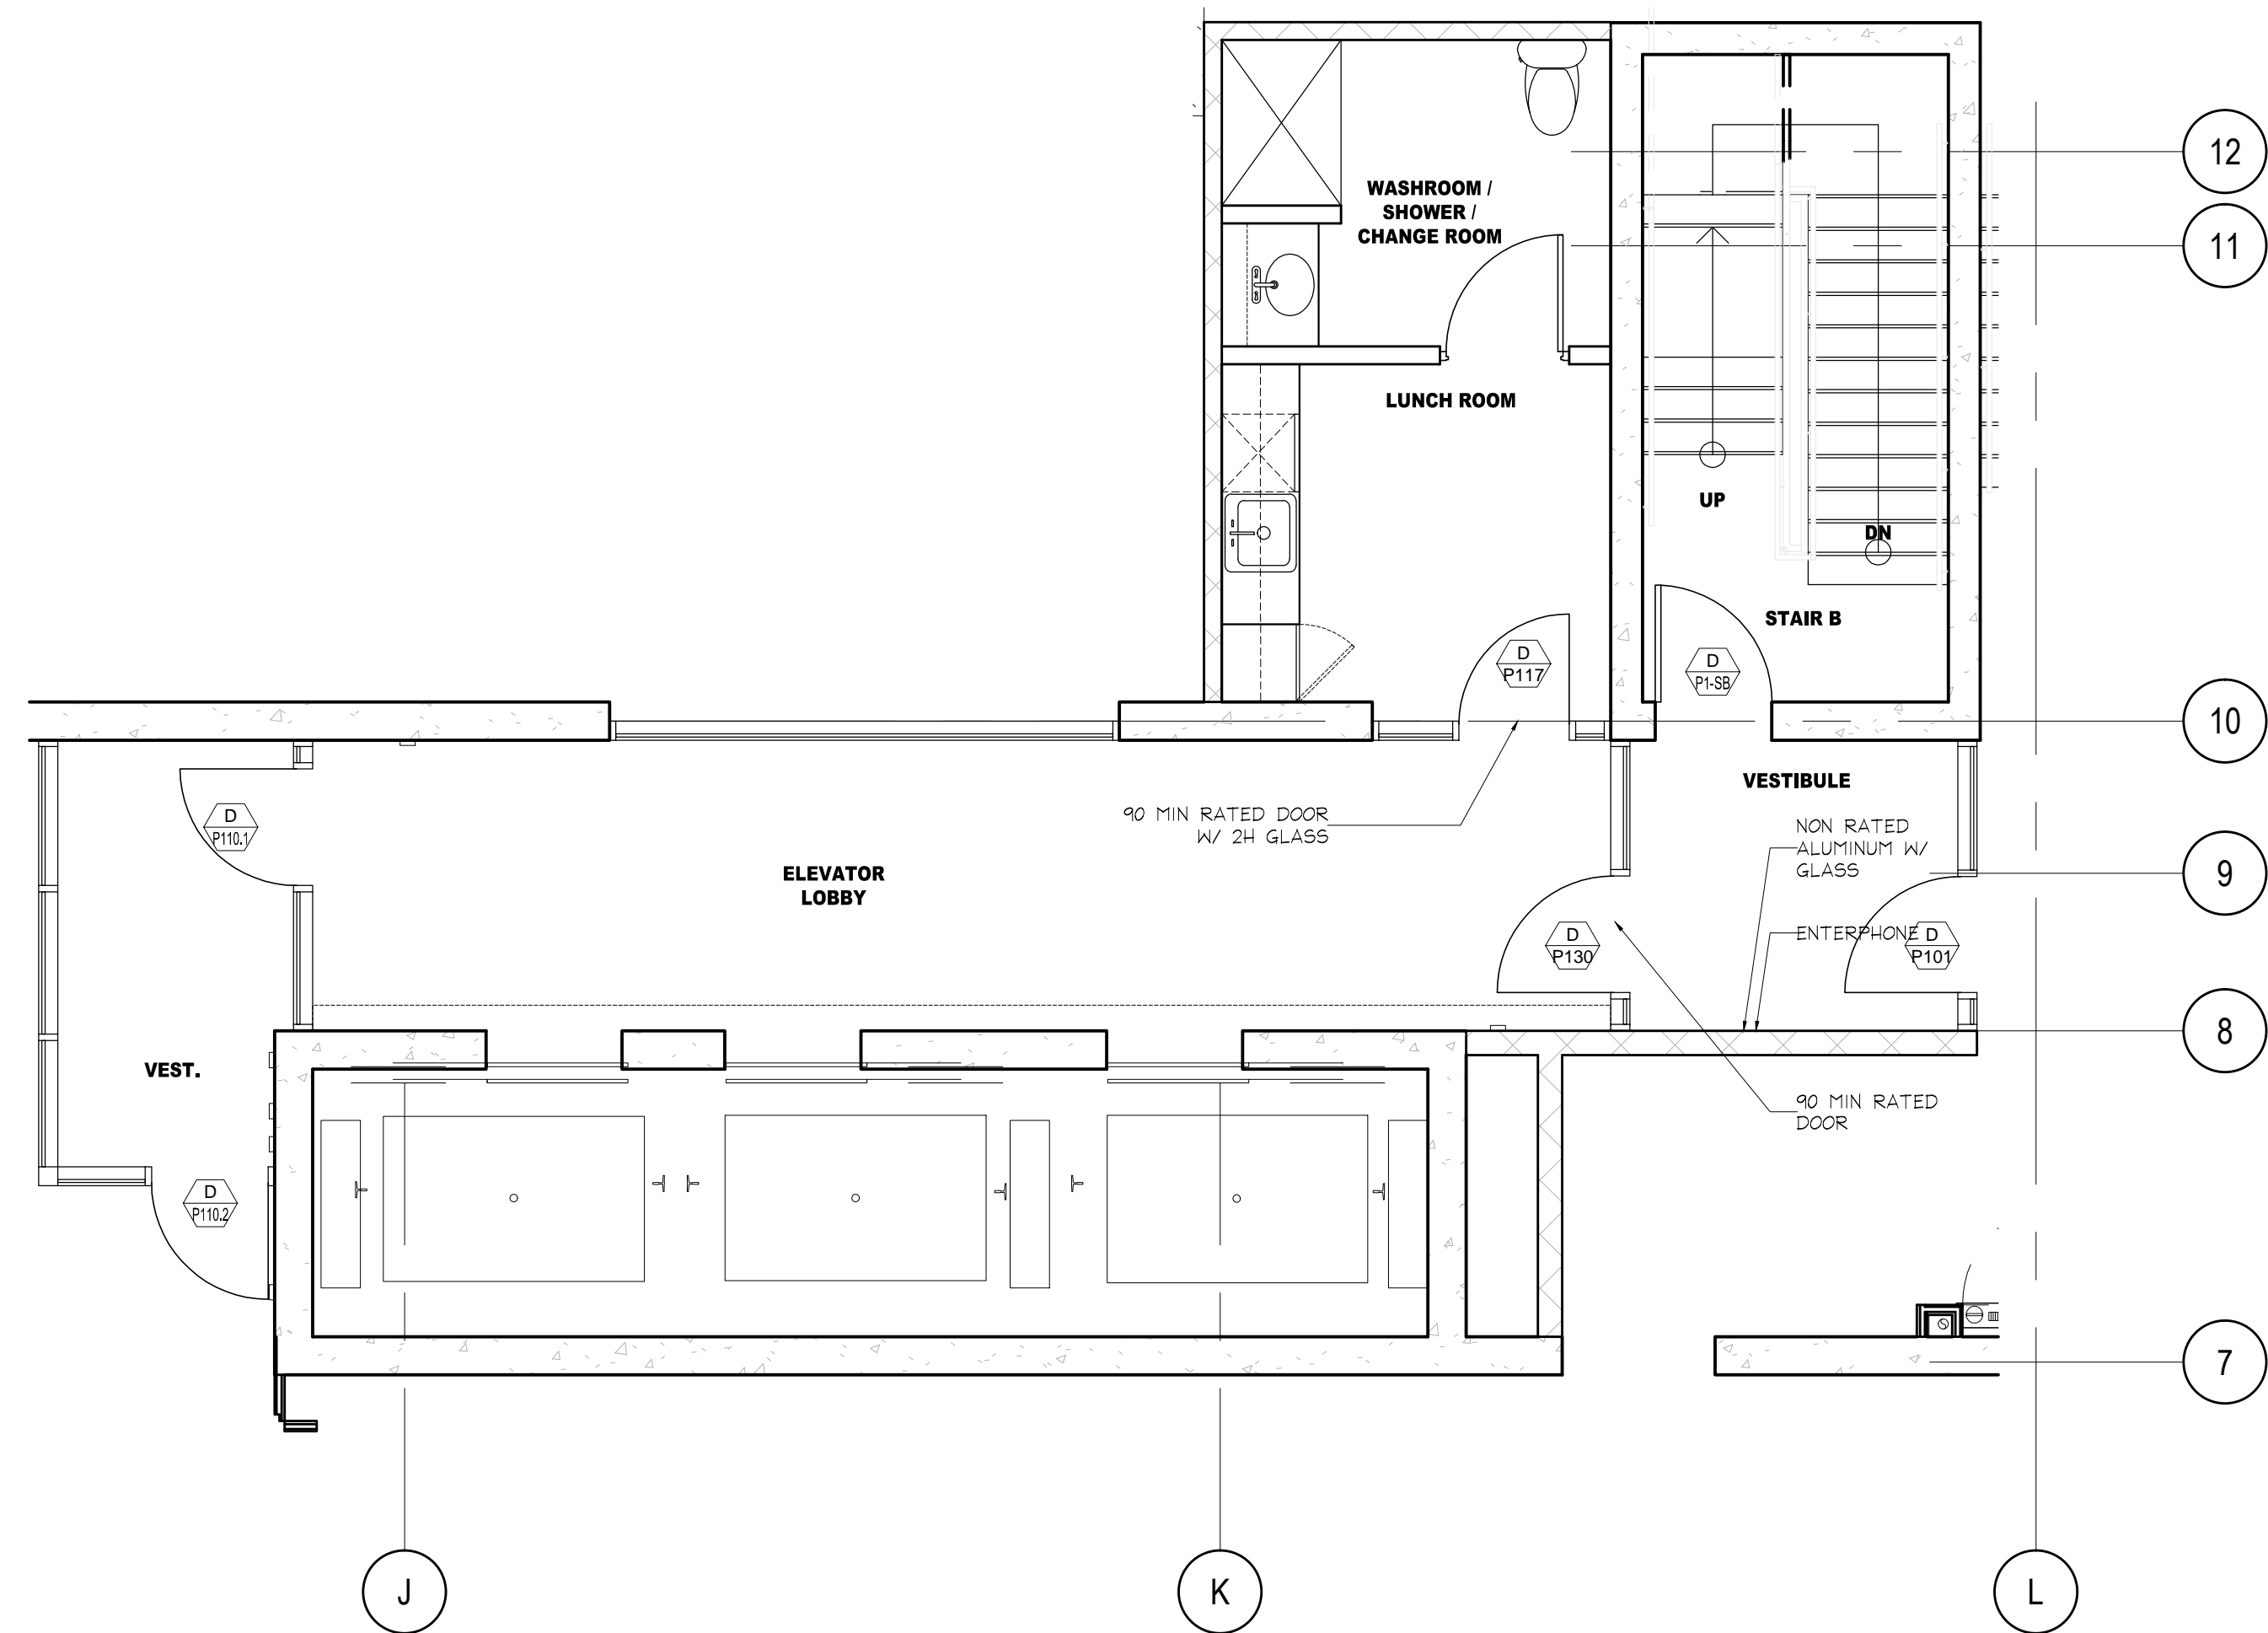 12
WASHROOM /
SHOWER /
CHANGE ROOM
11
LUNCH ROOM
UP
DN
STAIR B
D
P117
D
P1-SB
10
VESTIBULE
D
P110.1
90 MIN RATED DOOR
W/ 2H GLASS
NON RATED
ALUMINUM W/
GLASS
ELEVATOR
LOBBY
9
D
P130
ENTERPHONE
D
P101
8
VEST.
90 MIN RATED
DOOR
D
P110.2
7
J
K
L